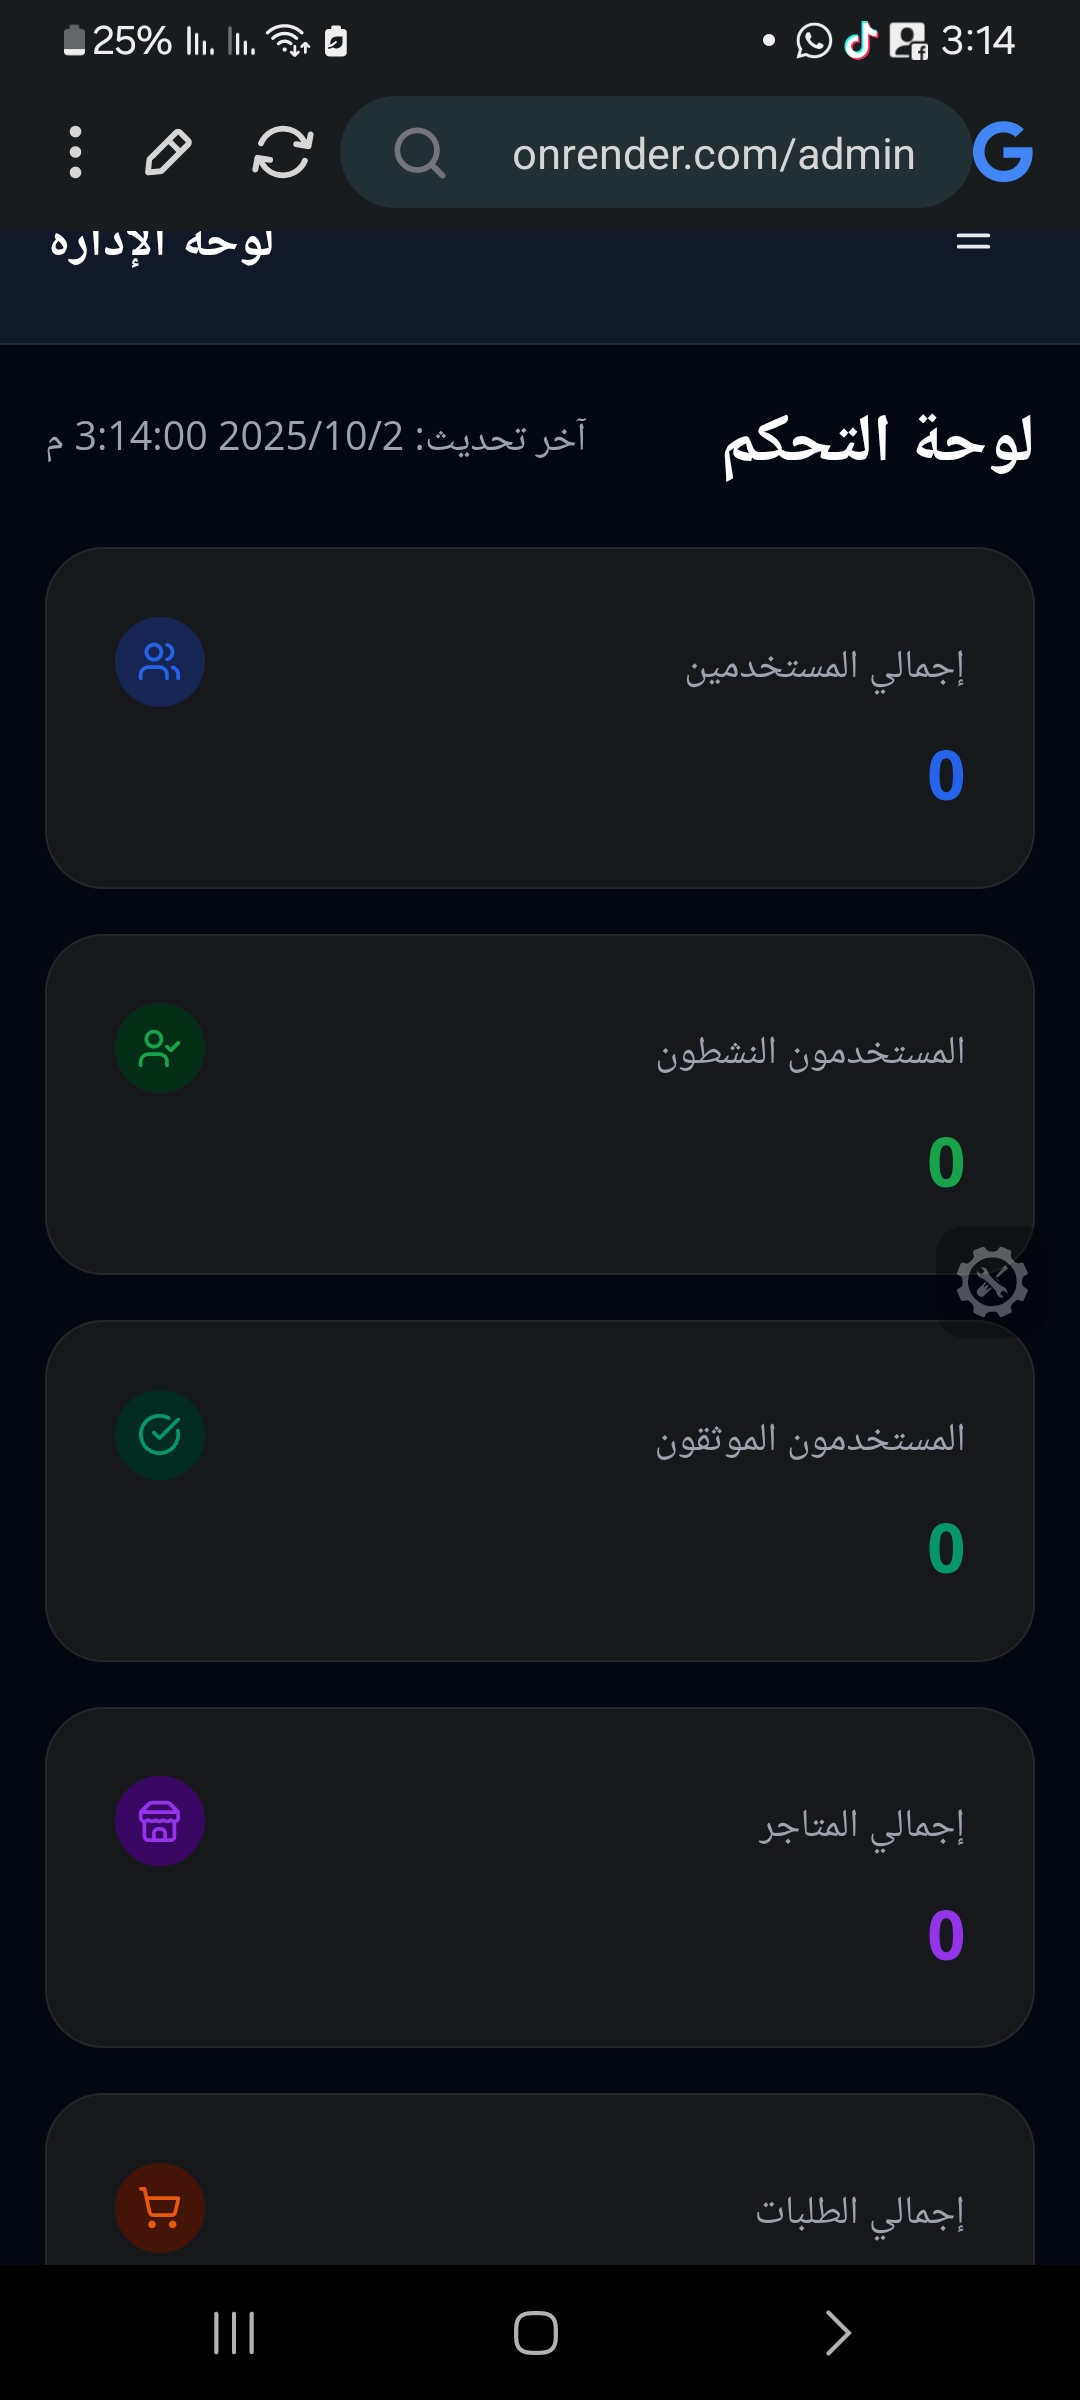 25%
3:14
onrender.com/admin
لوحة الإدارة
لوحة التحكم
آخر تحديث: 2025/10/2 3:14:00 م
إجمالي المستخدمين
0
المستخدمون النشطون
0
المستخدمون الموثقون
0
إجمالي المتاجر
0
إجمالي الطلبات